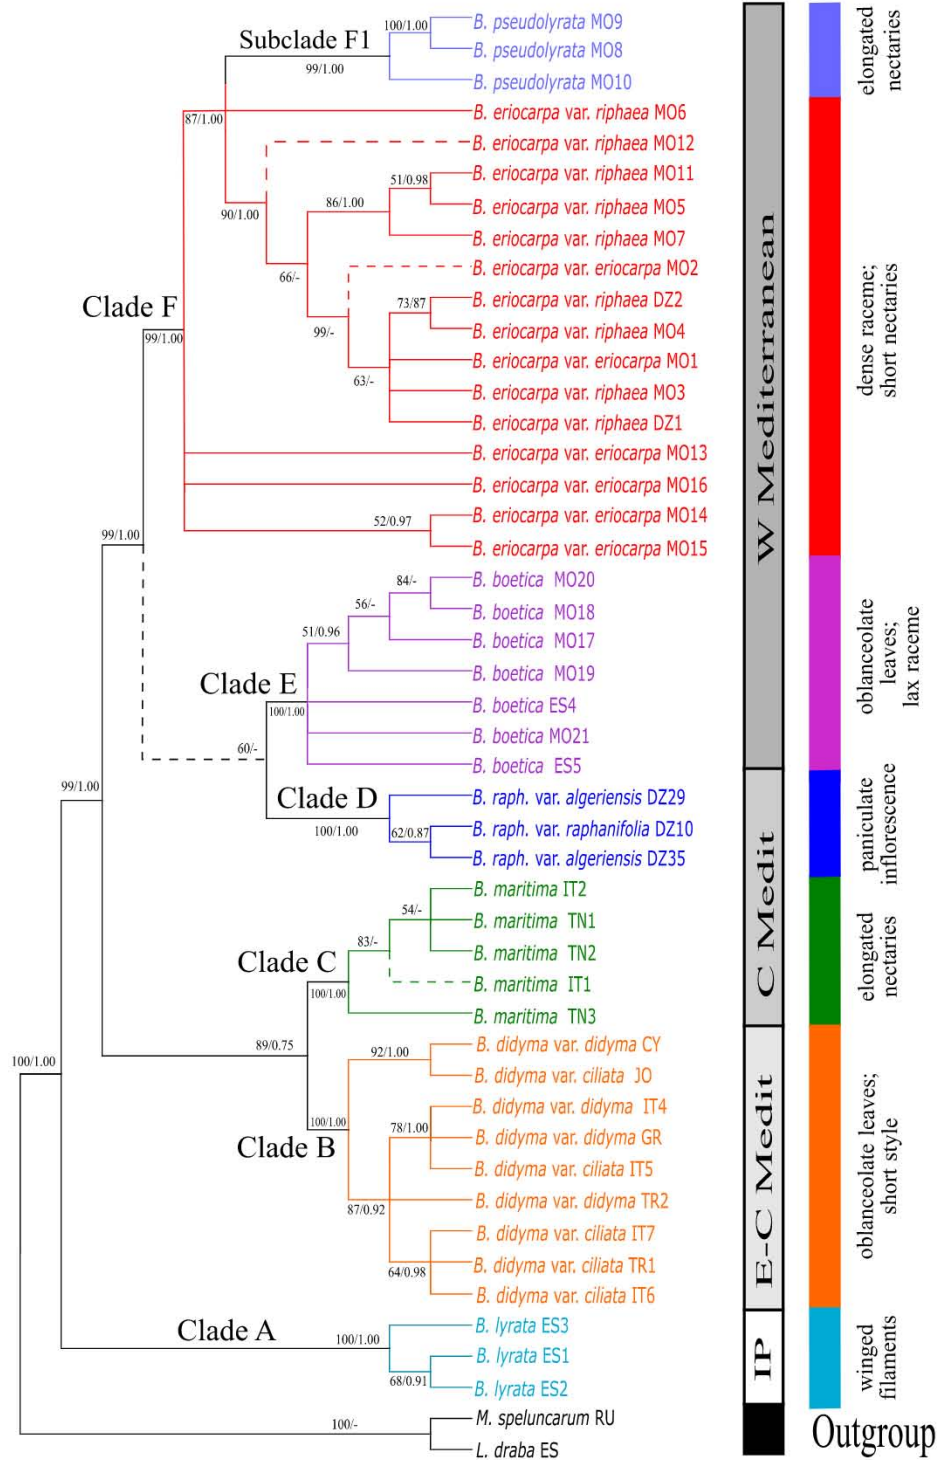 100/1.00
B. pseudolyrata MO9
Subclade F1
B. pseudolyrata MO8
99/1.00
B. pseudolyrata MO10
87/1.00
B. eriocarpa var. riphaea MO6
B. eriocarpa var. riphaea MO12
B. eriocarpa var. riphaea MO11
51/0.98
86/1.00
B. eriocarpa var. riphaea MO5
90/1.00
B. eriocarpa var. riphaea MO7
B. eriocarpa var. eriocarpa MO2
66/-
B. eriocarpa var. riphaea DZ2
73/87
Clade F
B. eriocarpa var. riphaea MO4
99/-
99/1.00
B. eriocarpa var. eriocarpa MO1
63/-
B. eriocarpa var. riphaea MO3
B. eriocarpa var. riphaea DZ1
B. eriocarpa var. eriocarpa MO13
B. eriocarpa var. eriocarpa MO16
B. eriocarpa var. eriocarpa MO14
52/0.97
99/1.00
B. eriocarpa var. eriocarpa MO15
B. boetica MO20
84/-
56/-
B. boetica MO18
51/0.96
B. boetica MO17
B. boetica MO19
Clade E
B. boetica ES4
100/1.00
B. boetica MO21
60/-
B. boetica ES5
99/1.00
Clade D
B. raph. var. algeriensis DZ29
100/1.00
62/0.87
B. raph. var. raphanifolia DZ10
B. raph. var. algeriensis DZ35
B. maritima IT2
54/-
B. maritima TN1
83/-
B. maritima TN2
Clade C
B. maritima IT1
100/1.00
B. maritima TN3
89/0.75
B. didyma var. didyma CY
92/1.00
100/1.00
B. didyma var. ciliata JO
B. didyma var. didyma IT4
100/1.00
78/1.00
Clade B
B. didyma var. didyma GR
B. didyma var. ciliata IT5
B. didyma var. didyma TR2
87/0.92
B. didyma var. ciliata IT7
B. didyma var. ciliata TR1
64/0.98
B. didyma var. ciliata IT6
Clade A
B. lyrata ES3
100/1.00
B. lyrata ES1
68/0.91
B. lyrata ES2
M. speluncarum RU
100/-
L. draba ES
W Mediterranean
C Medit
E-C Medit
IP
elongated
nectaries
dense raceme;
short nectaries
oblanceolate
leaves;
lax raceme
paniculate
inflorescence
elongated
nectaries
oblanceolate leaves;
short style
winged
filaments
Outgroup